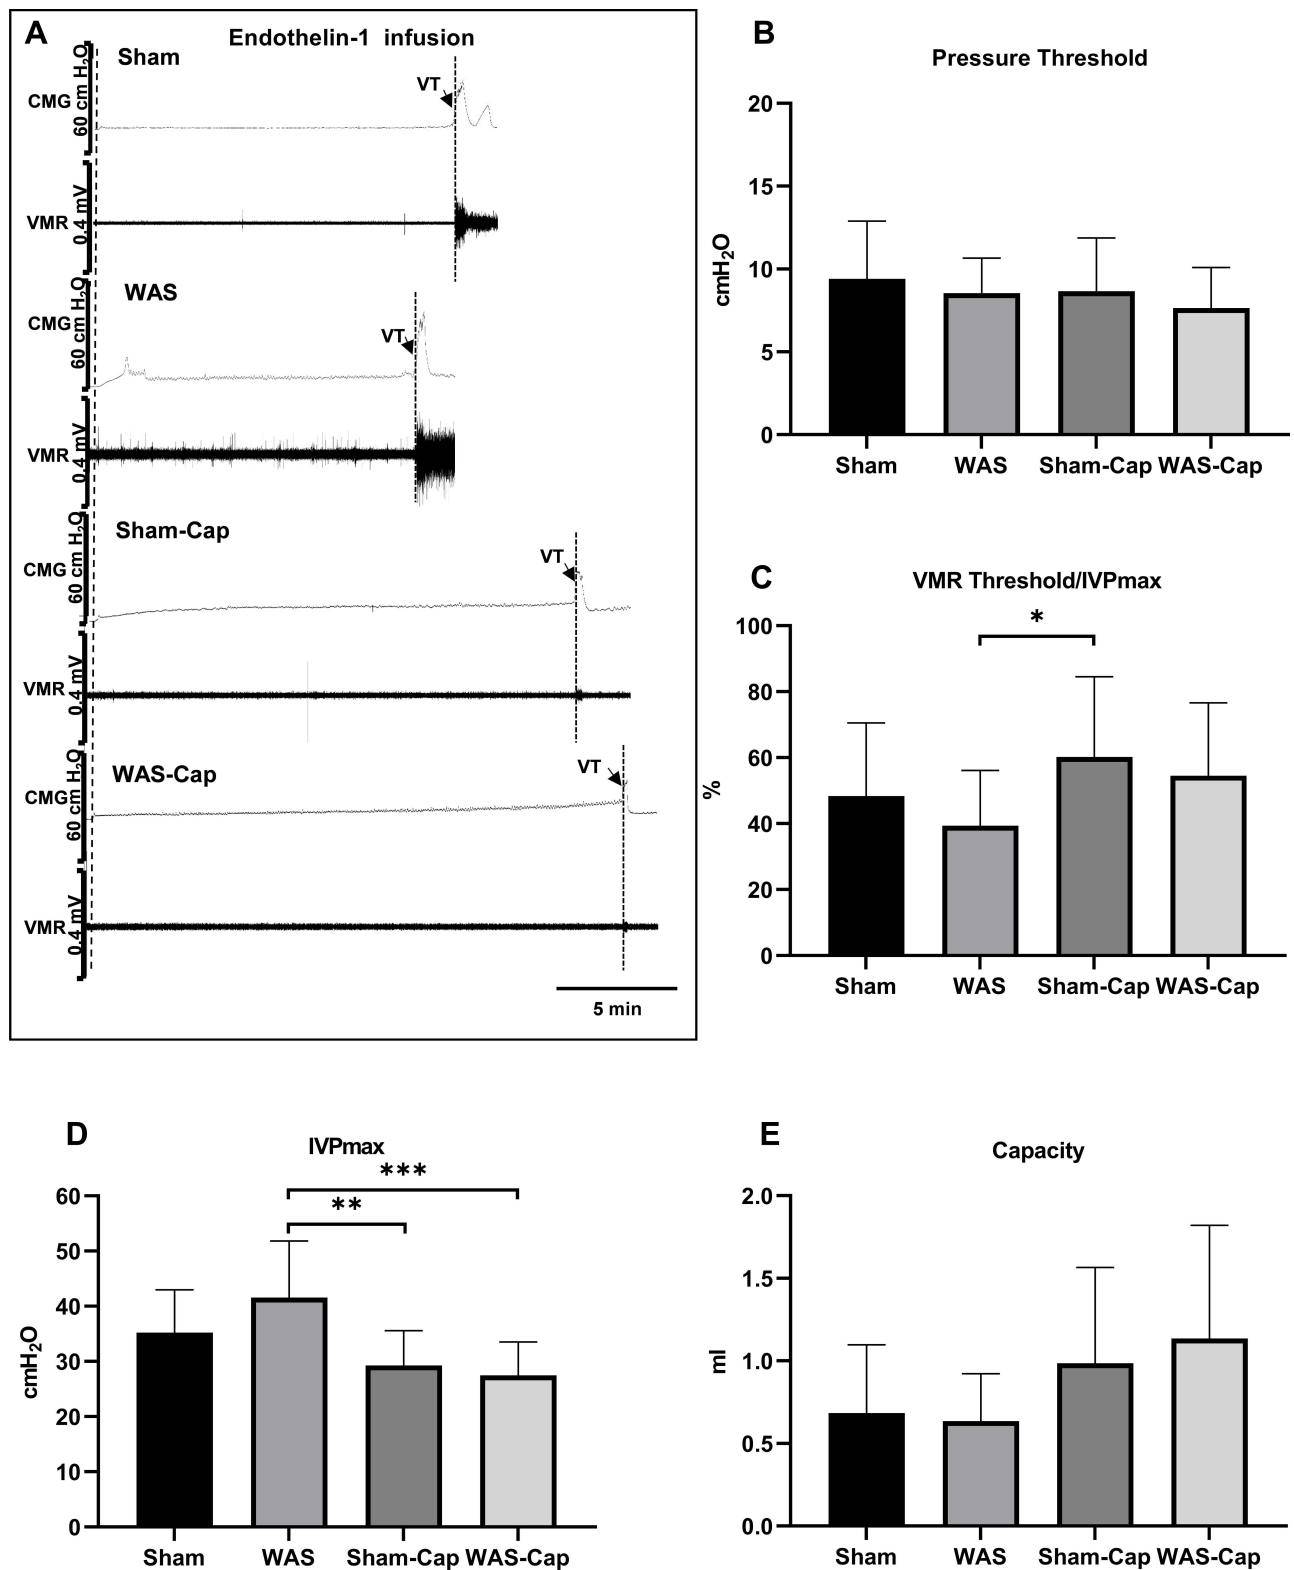 A
Endothelin-1 infusion
Sham
CMG
60 cm H2O
VT
VMR
0.4 mV
WAS
CMG
60 cm H2O
VT
VMR
0.4 mV
Sham-Cap
CMG
60 cm H2O
VT
VMR
0.4 mV
WAS-Cap
CMG
60 cm H2O
VT
VMR
0.4 mV
5 min
B
Pressure Threshold
cmH2O
20
15
10
5
0
Sham WAS Sham-Cap WAS-Cap
C
VMR Threshold/IVPmax
*
%
100
80
60
40
20
0
Sham WAS Sham-Cap WAS-Cap
D
IVPmax
***
**
cmH2O
60
50
40
30
20
10
0
Sham WAS Sham-Cap WAS-Cap
E
Capacity
ml
2.0
1.5
1.0
0.5
0.0
Sham WAS Sham-Cap WAS-Cap